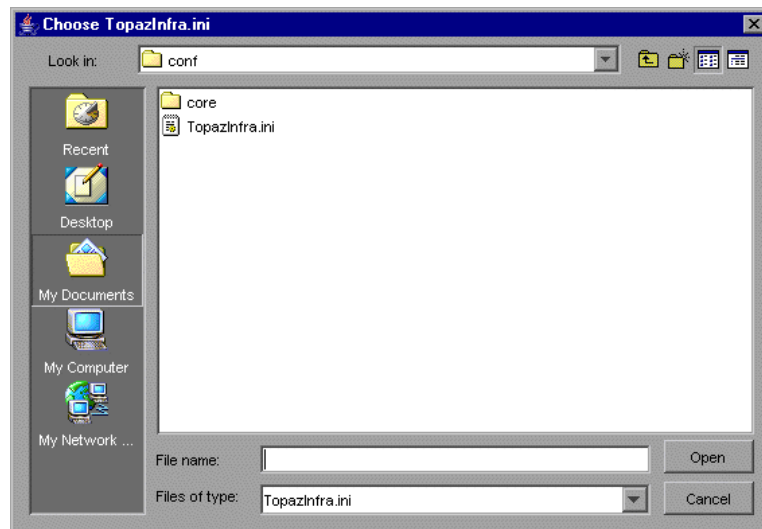 Choose TopazInfra.ini
Look in:
conf
Recent
Desktop
My Documents
My Computer
My Network ...
core
TopazInfra.ini
File name:
Open
Files of type:
TopazInfra.ini
Cancel